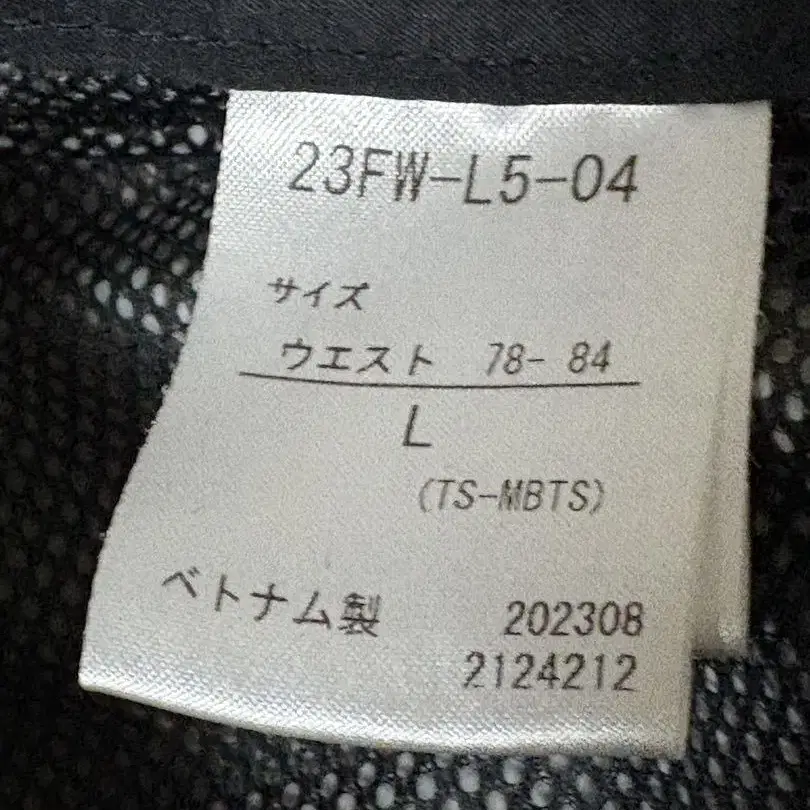 23FW-L5-04
サイズ
ウエスト 78- 84
L
(TS-MBTS)
ベトナム製 202308
2124212